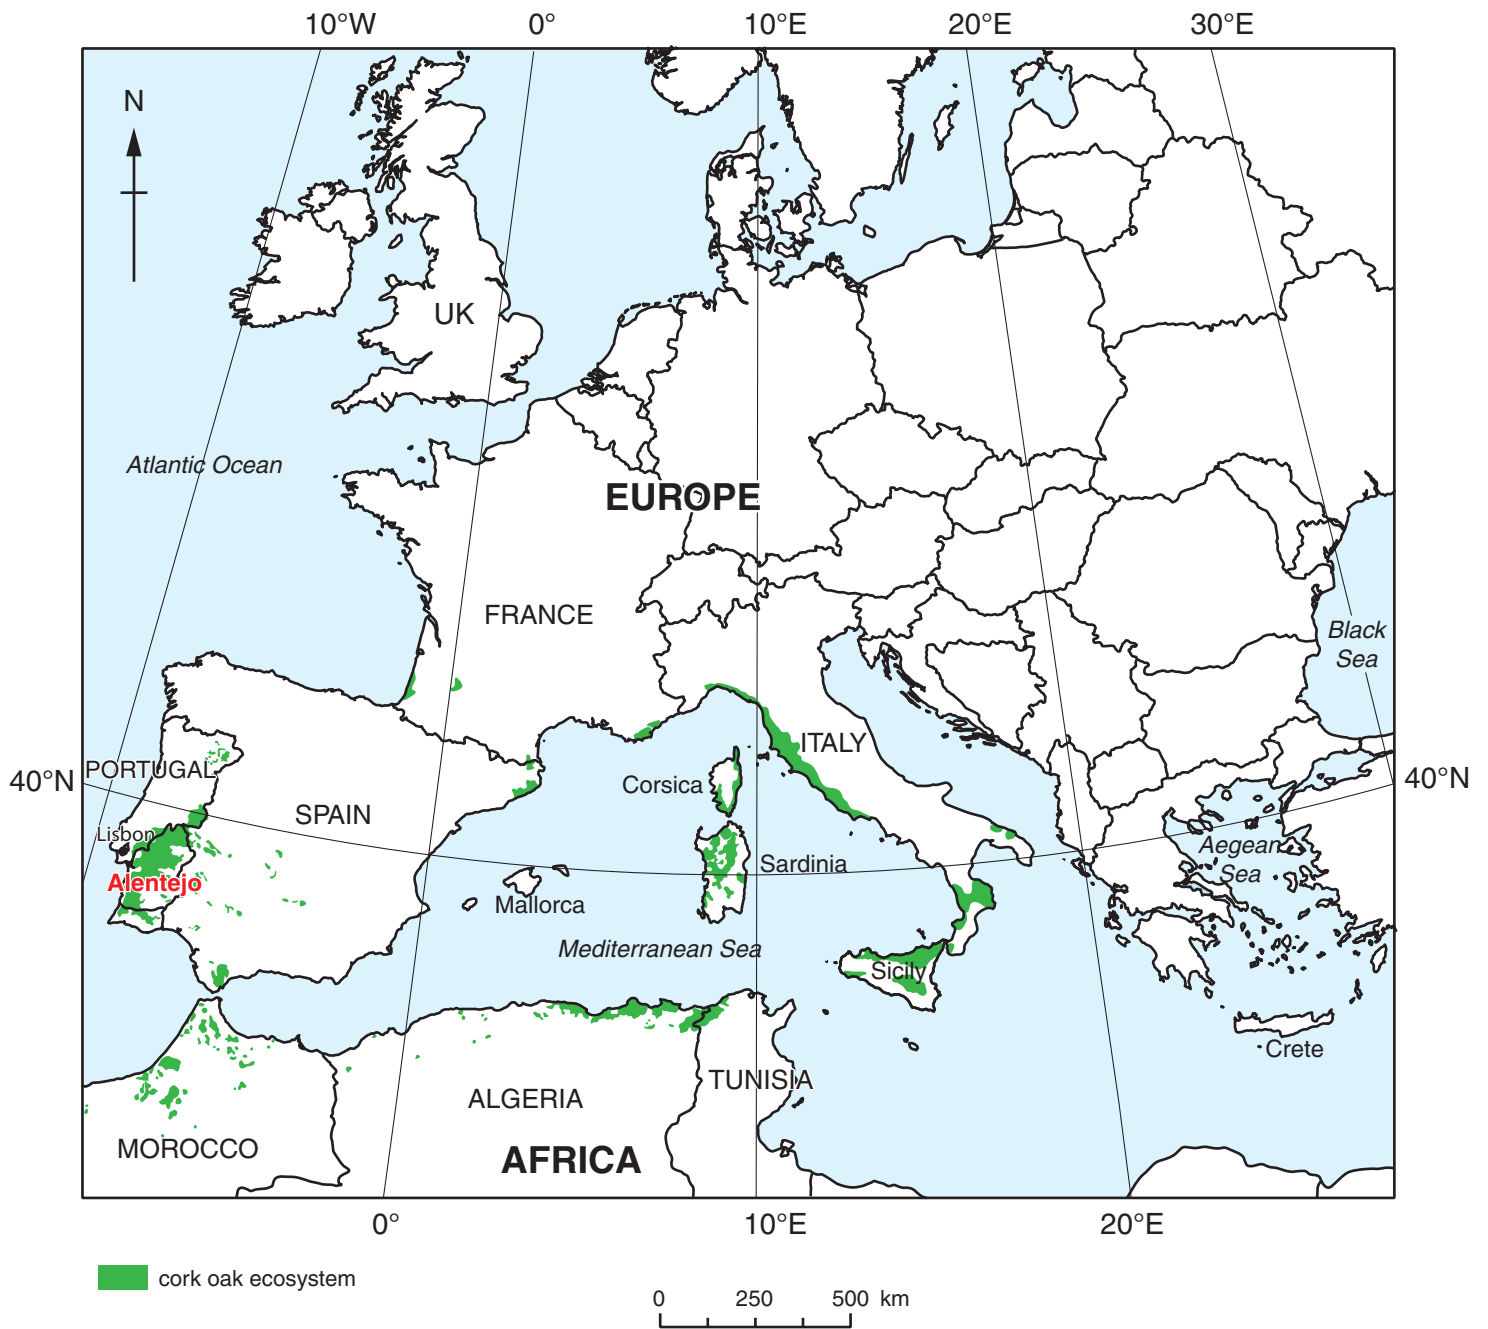 10°W 0° 10°E 20°E 30°E
N
UK
Atlantic Ocean
EUROPE
FRANCE
Black
Sea
ITALY
PORTUGAL
40°N
40°N
Corsica
SPAIN
Lisbon
Aegean
Sea
Sardinia
Alentejo
Mallorca
Mediterranean Sea
Sicily
Crete
TUNISIA
ALGERIA
MOROCCO
AFRICA
0° 10°E 20°E
cork oak ecosystem
0 250 500 km